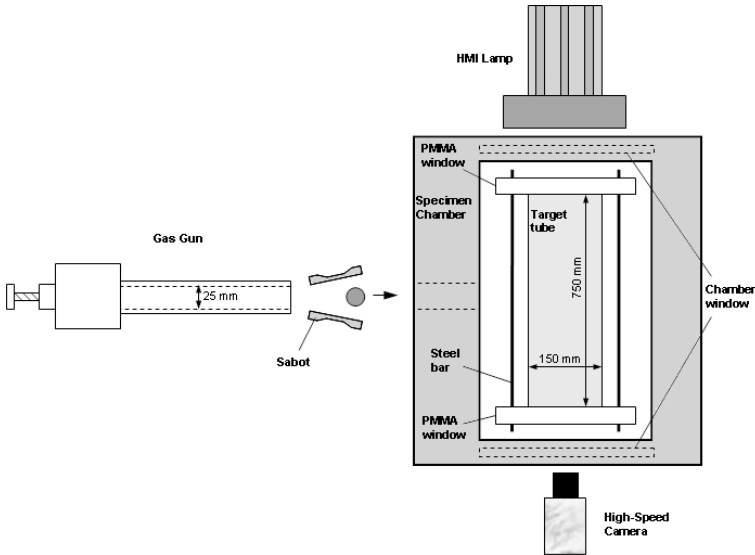 HMI Lamp
PMMA
window
Specimen
Chamber
Target
tube
Gas Gun
25 mm
750 mm
Chamber
window
Sabot
Steel
bar
150 mm
PMMA
window
High-Speed
Camera